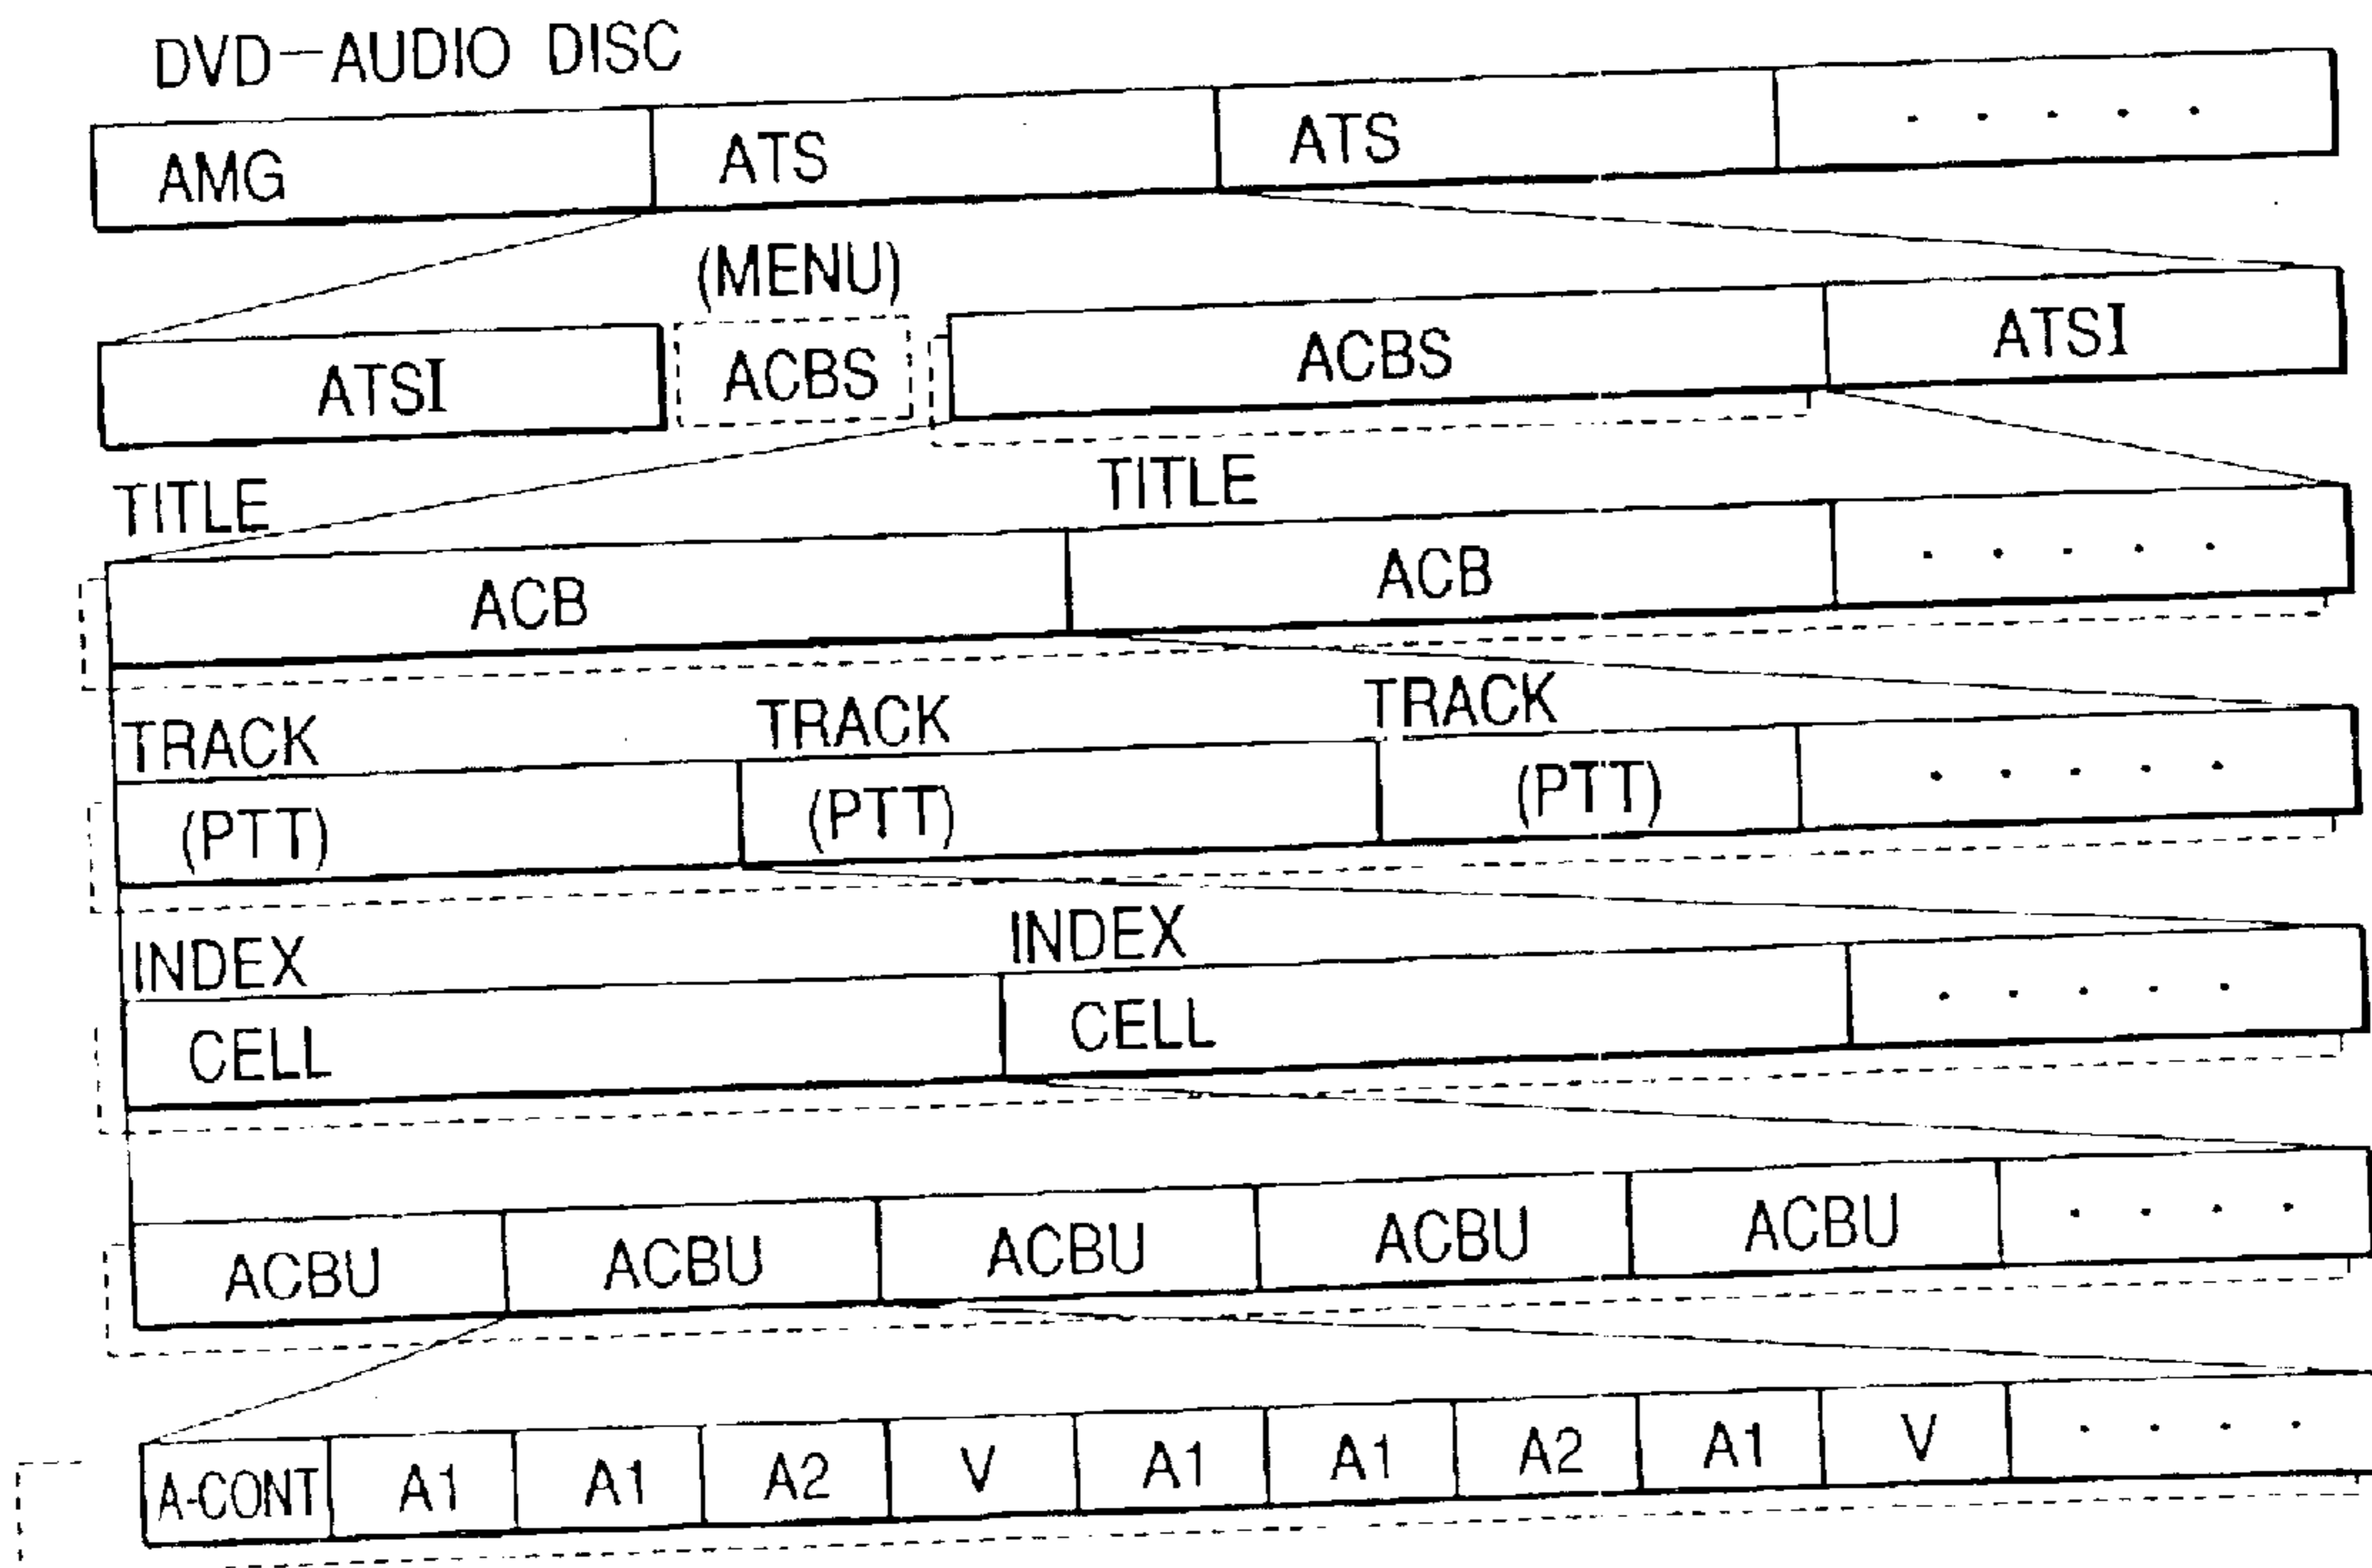 DVD-AUDIO DISC
AMG ATS ATS . . . . .
(MENU)
ATSI ACBS ACBS ATSI
TITLE TITLE
ACB ACB . . . . .
TRACK TRACK TRACK
(PTT) (PTT) (PTT) . . . . .
INDEX INDEX
CELL CELL . . . . .
ACBU ACBU ACBU ACBU ACBU . . . .
A-CONT A1 A1 A2 V A1 A1 A2 A1 V . . . .